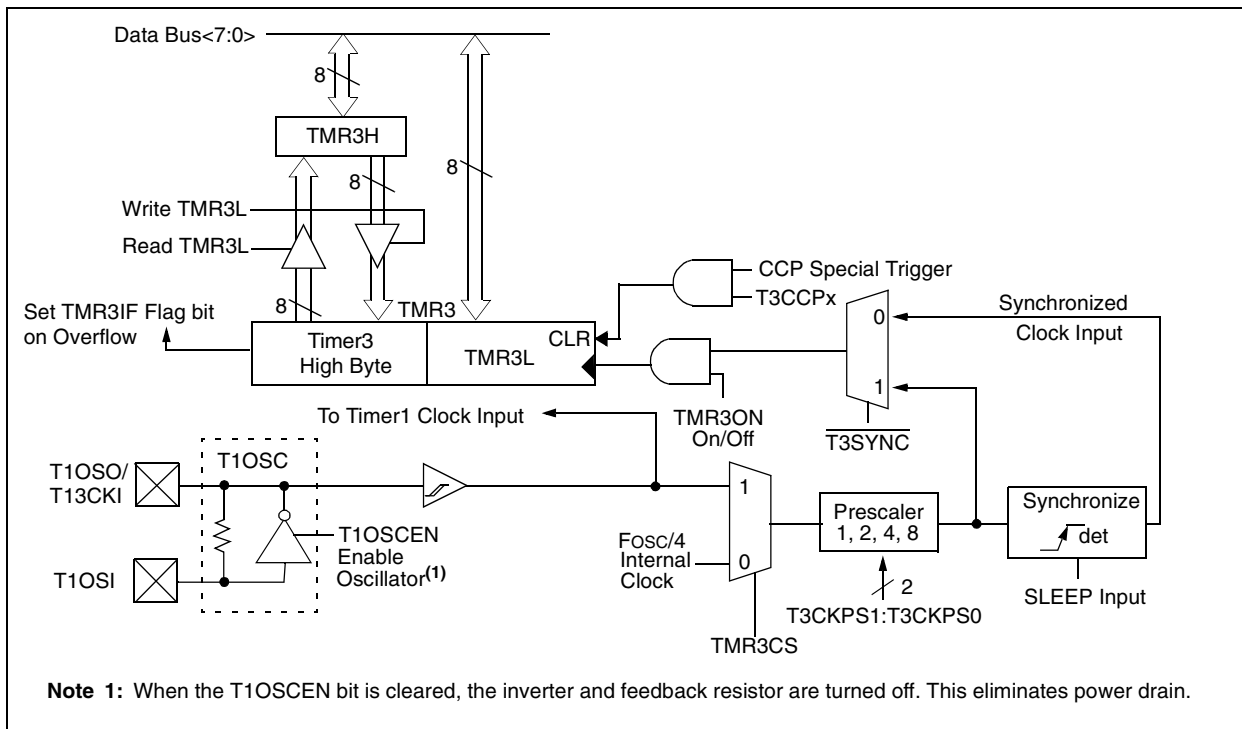 Data Bus<7:0>
8
TMR3H
8
8
Write TMR3L
Read TMR3L
8
TMR3
CCP Special Trigger
T3CCPx
Set TMR3IF Flag bit
on Overflow
Timer3
High Byte
TMR3L
CLR
0
1
Synchronized
Clock Input
TMR3ON
On/Off
T3SYNC
To Timer1 Clock Input
T1OSC
T1OSO/
T13CKI
T1OSCEN
Enable
Oscillator(1)
T1OSI
1
0
FOSC/4
Internal
Clock
Prescaler
1, 2, 4, 8
Synchronize
det
2
T3CKPS1:T3CKPS0
SLEEP Input
TMR3CS
Note 1: When the T1OSCEN bit is cleared, the inverter and feedback resistor are turned off. This eliminates power drain.